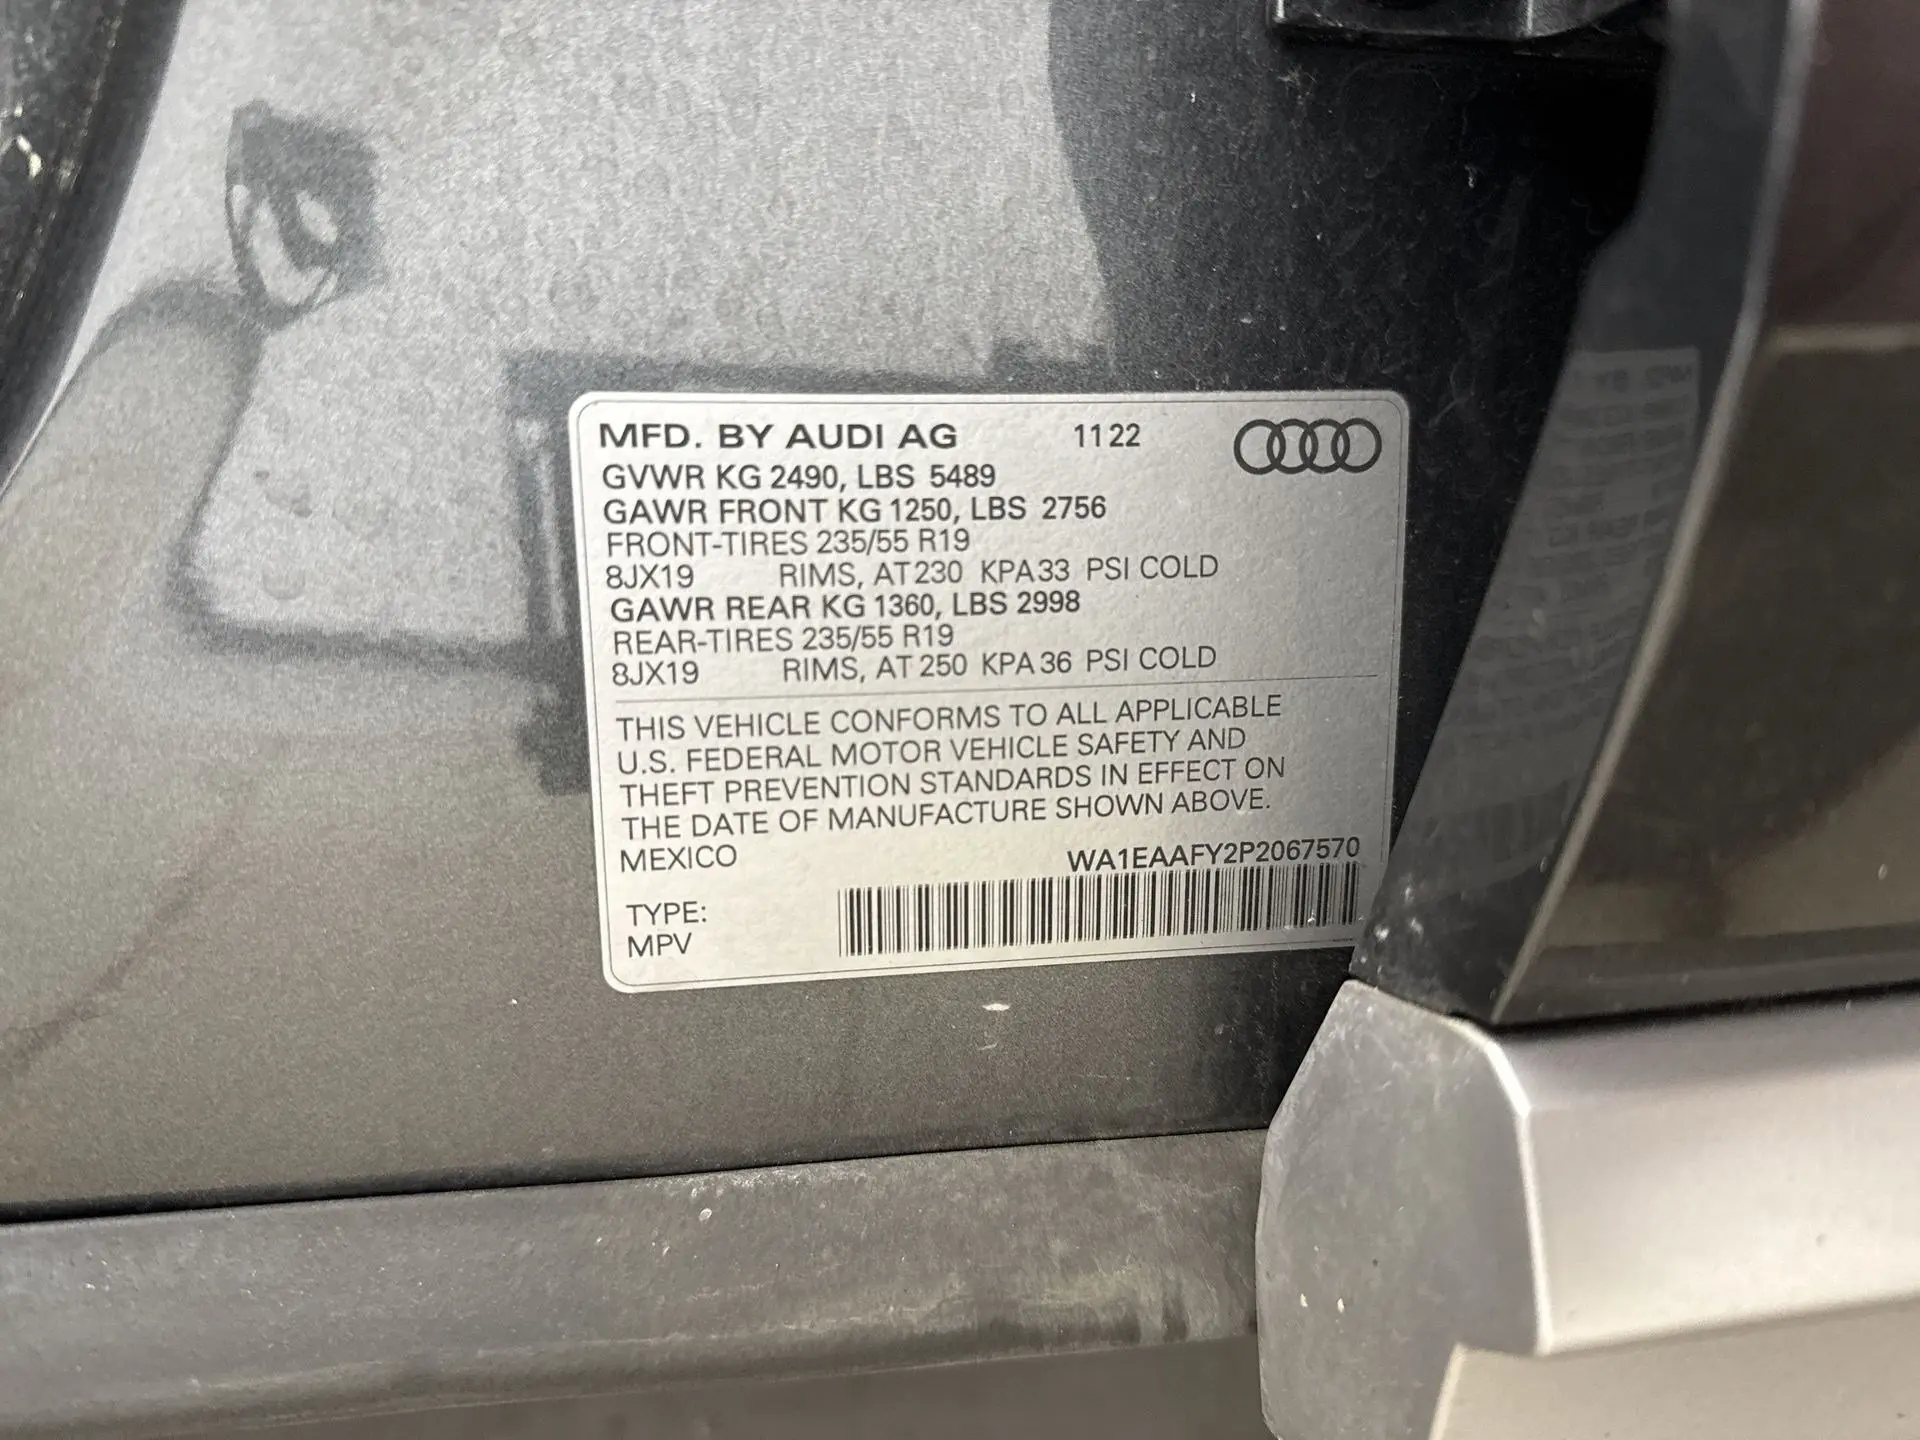 MFD. BY AUDI AG 11 22
GVWR KG 2490, LBS 5489
GAWR FRONT KG 1250, LBS 2756
FRONT-TIRES 235/55 R19
8JX19 RIMS, AT 230 KPA 33 PSI COLD
GAWR REAR KG 1360, LBS 2998
REAR-TIRES 235/55 R19
8JX19 RIMS, AT 250 KPA 36 PSI COLD
THIS VEHICLE CONFORMS TO ALL APPLICABLE
U.S. FEDERAL MOTOR VEHICLE SAFETY AND
THEFT PREVENTION STANDARDS IN EFFECT ON
THE DATE OF MANUFACTURE SHOWN ABOVE.
MEXICO WA1EAAFY2P2067570
TYPE:
MPV